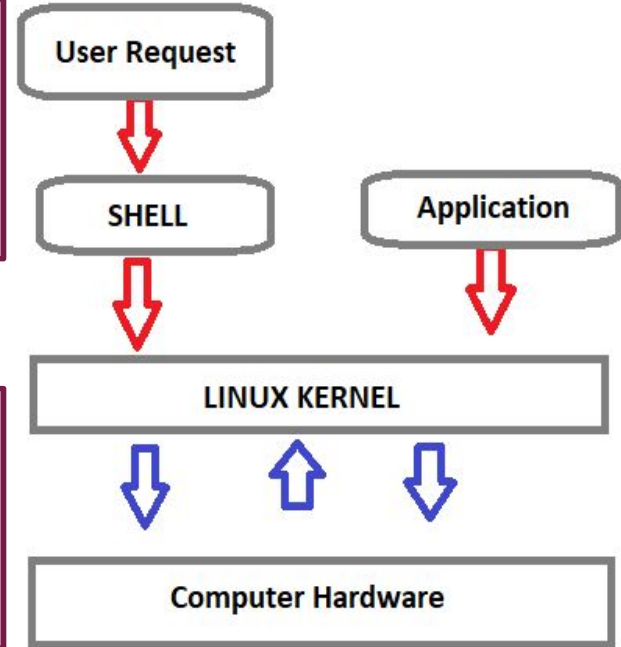 User Request
SHELL
Application
LINUX KERNEL
Computer Hardware